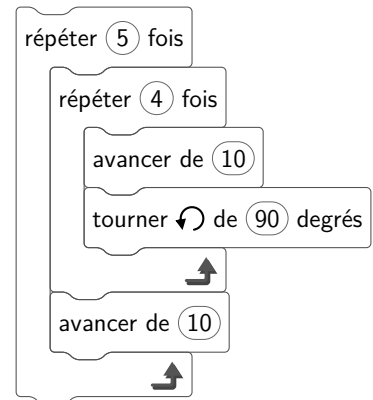 répéter 5 fois
répéter 4 fois
avancer de 10
tourner de 90 degrés
avancer de 10